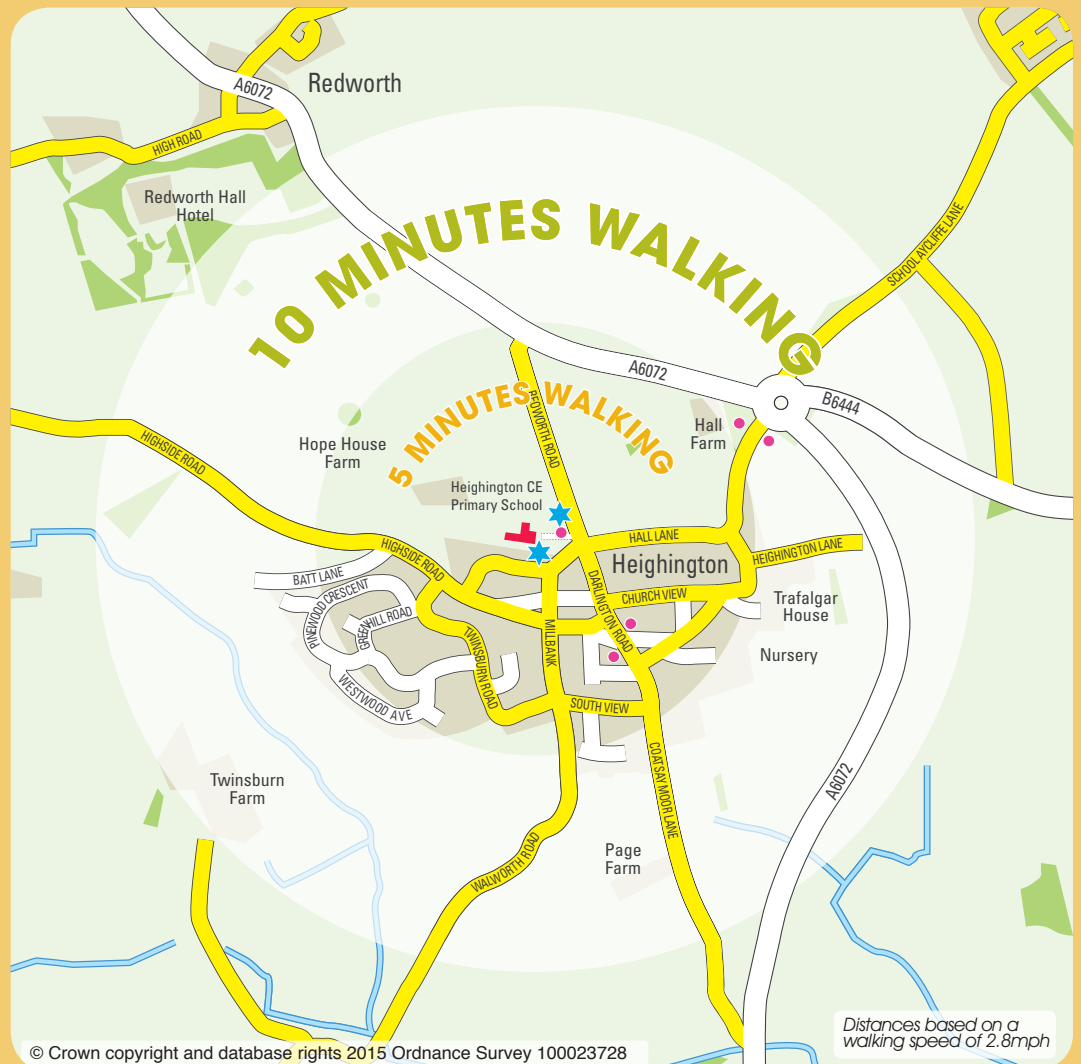 Redworth
A6072
HIGH ROAD
Redworth Hall
Hotel
10 MINUTES WALKING
SCHOOL AYCLIFFE LANE
A6072
B6444
5 MINUTES WALKING
REDWORTH ROAD
Hall
Farm
HIGHSIDE ROAD
Hope House
Farm
Heighington CE
Primary School
HALL LANE
Heighington
HEIGHINGTON LANE
HIGHSIDE ROAD
BATT LANE
PINEWOOD CRESCENT
GREEN HILL ROAD
DARLINGTON ROAD
CHURCH VIEW
Trafalgar
House
MILLBANK
TWINSBURN ROAD
Nursery
WESTWOOD AVE
SOUTH VIEW
COATSAY MOOR LANE
A6072
Twinsburn
Farm
WALWORTH ROAD
Page
Farm
Distances based on a
walking speed of 2.8mph
© Crown copyright and database rights 2015 Ordnance Survey 100023728